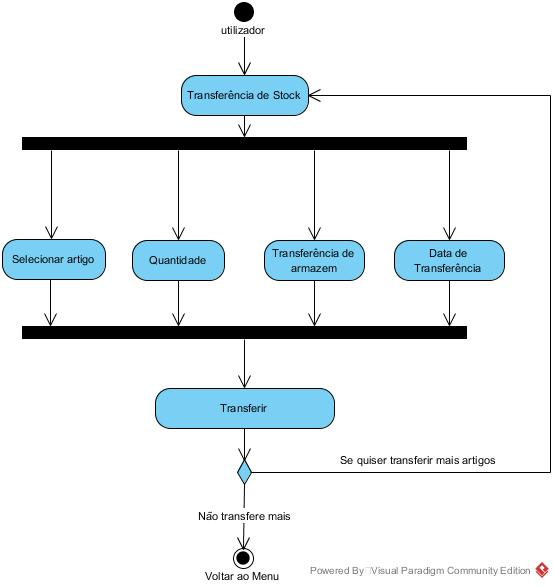 utilizador
Transferência de Stock
Selecionar artigo
Quantidade
Transferência de
armazem
Data de
Transferência
Transferir
Se quiser transferir mais artigos
Não transfere mais
Voltar ao Menu
Powered By Visual Paradigm Community Edition